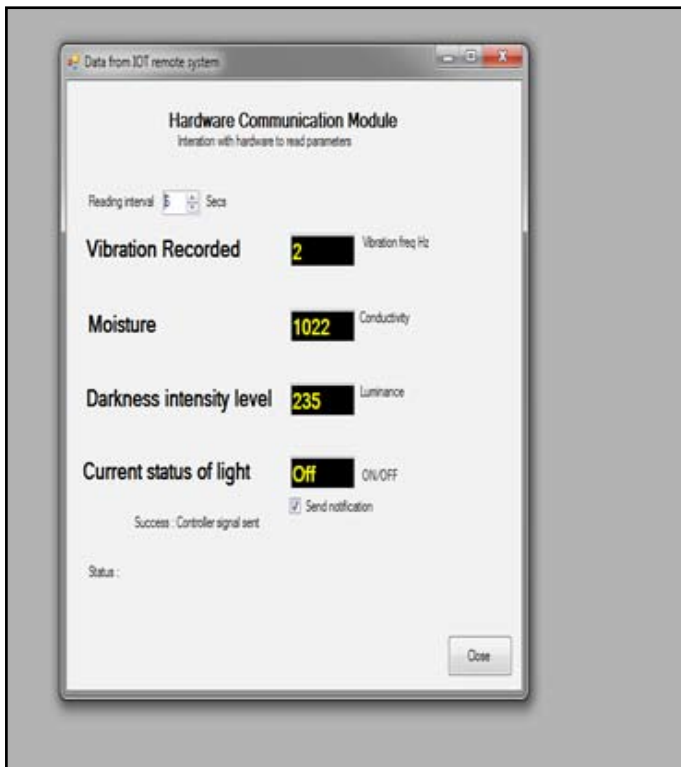 Data from IOT remote system
Hardware Communication Module
Interation with hardware to read parameters
Reading interval Secs
Vibration Recorded 2 Vibration freq Hz
Moisture 1022 Conductivity
Darkness intensity level 235 Luminance
Current status of light Off ON/OFF
Send notification
Success : Controller signal sent
Status :
Close